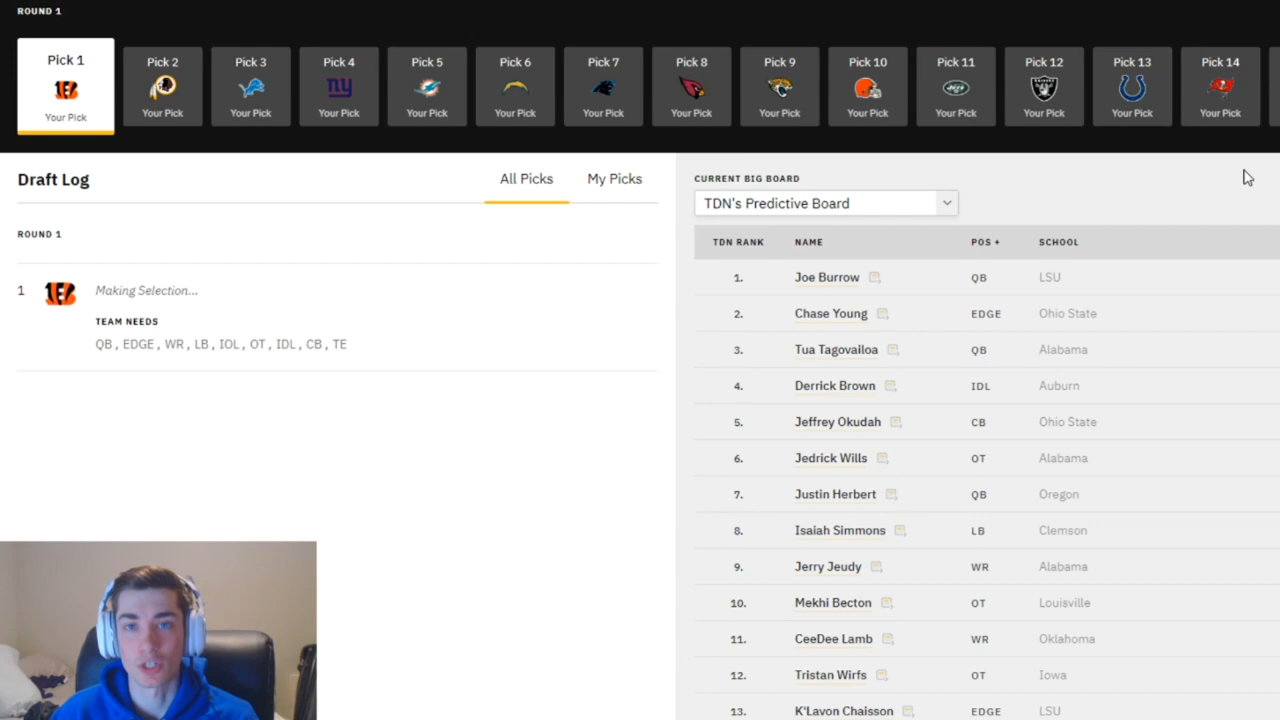 ROUND 1
Pick 1 Pick 2 Pick 3 Pick 4 Pick 5 Pick 6 Pick 7 Pick 8 Pick 9 Pick 10 Pick 11 Pick 12 Pick 13 Pick 14
ny JETS RAIDERS
Your Pick Your Pick Your Pick Your Pick Your Pick Your Pick Your Pick Your Pick Your Pick Your Pick Your Pick Your Pick Your Pick Your Pick
Draft Log All Picks My Picks
ROUND 1
1 Making Selection...
TEAM NEEDS
QB, EDGE, WR, LB, IOL, OT, IDL, CB, TE
CURRENT BIG BOARD
TDN's Predictive Board
TDN RANK NAME POS + SCHOOL
1. Joe Burrow QB LSU
2. Chase Young EDGE Ohio State
3. Tua Tagovailoa QB Alabama
4. Derrick Brown IDL Auburn
5. Jeffrey Okudah CB Ohio State
6. Jedrick Wills OT Alabama
7. Justin Herbert QB Oregon
8. Isaiah Simmons LB Clemson
9. Jerry Jeudy WR Alabama
10. Mekhi Becton OT Louisville
11. CeeDee Lamb WR Oklahoma
12. Tristan Wirfs OT Iowa
13. K'Lavon Chaisson EDGE LSU